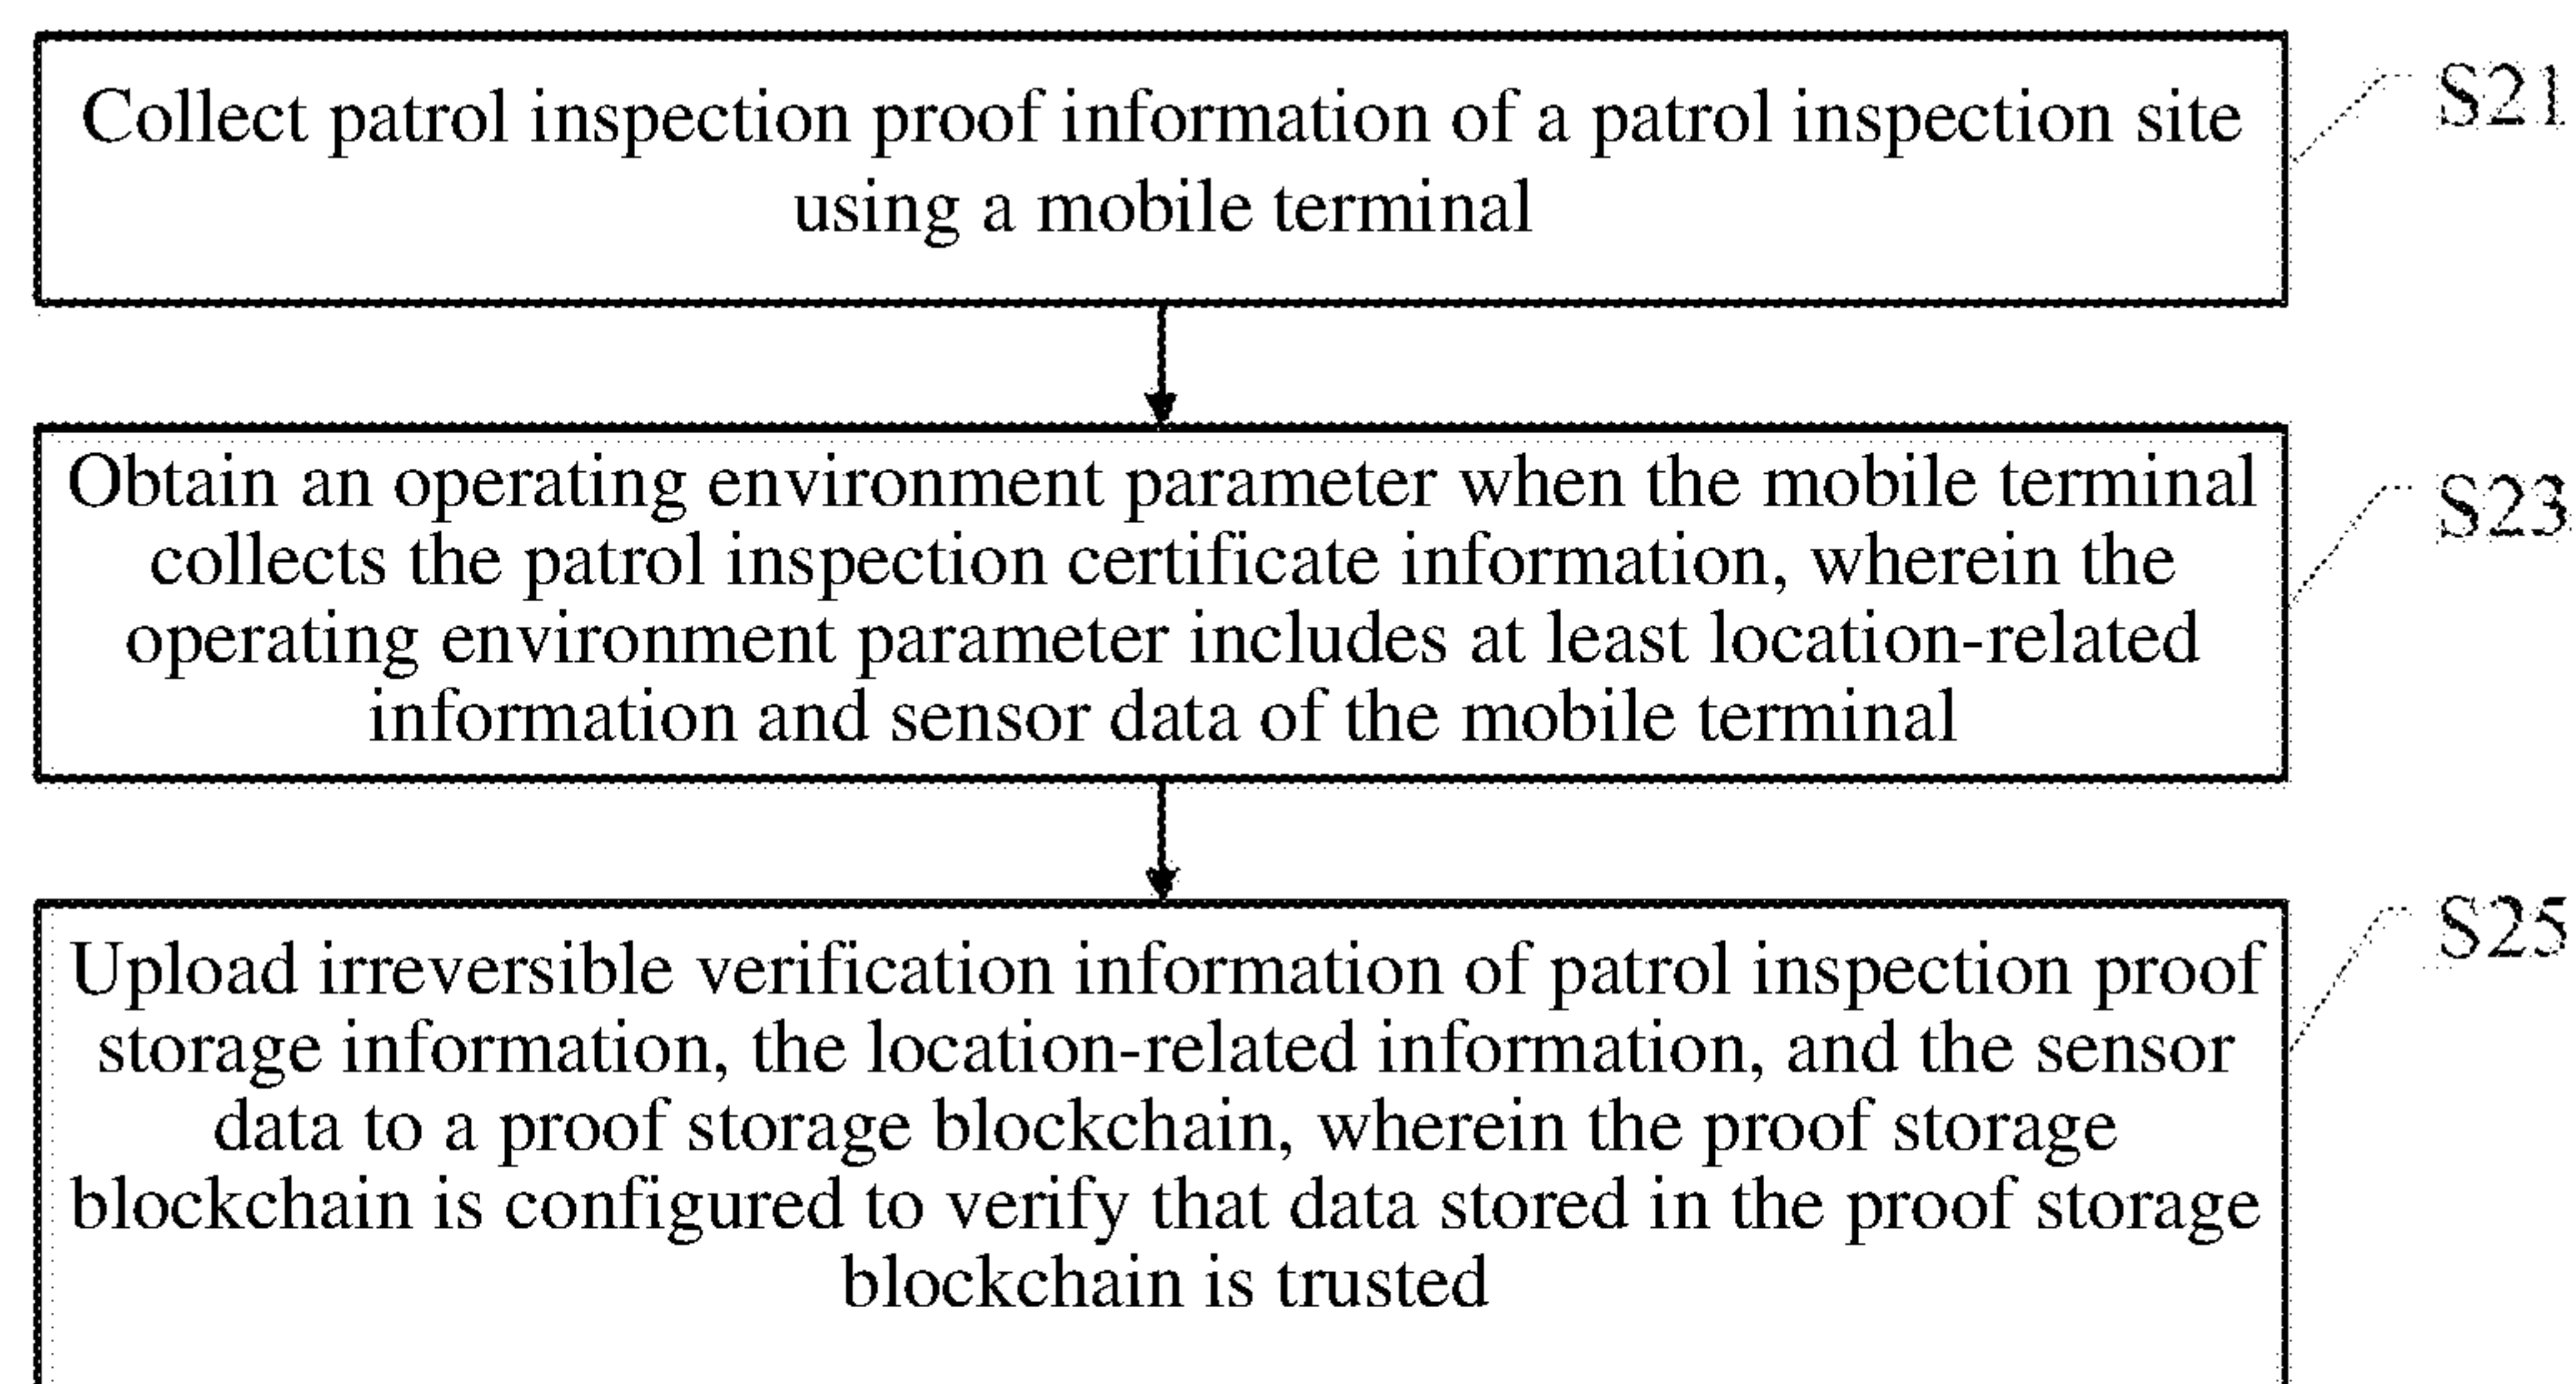 Collect patrol inspection proof information of a patrol inspection site
using a mobile terminal
S21
Obtain an operating environment parameter when the mobile terminal
collects the patrol inspection certificate information, wherein the
operating environment parameter includes at least location-related
information and sensor data of the mobile terminal
S23
Upload irreversible verification information of patrol inspection proof
storage information, the location-related information, and the sensor
data to a proof storage blockchain, wherein the proof storage
blockchain is configured to verify that data stored in the proof storage
blockchain is trusted
S25